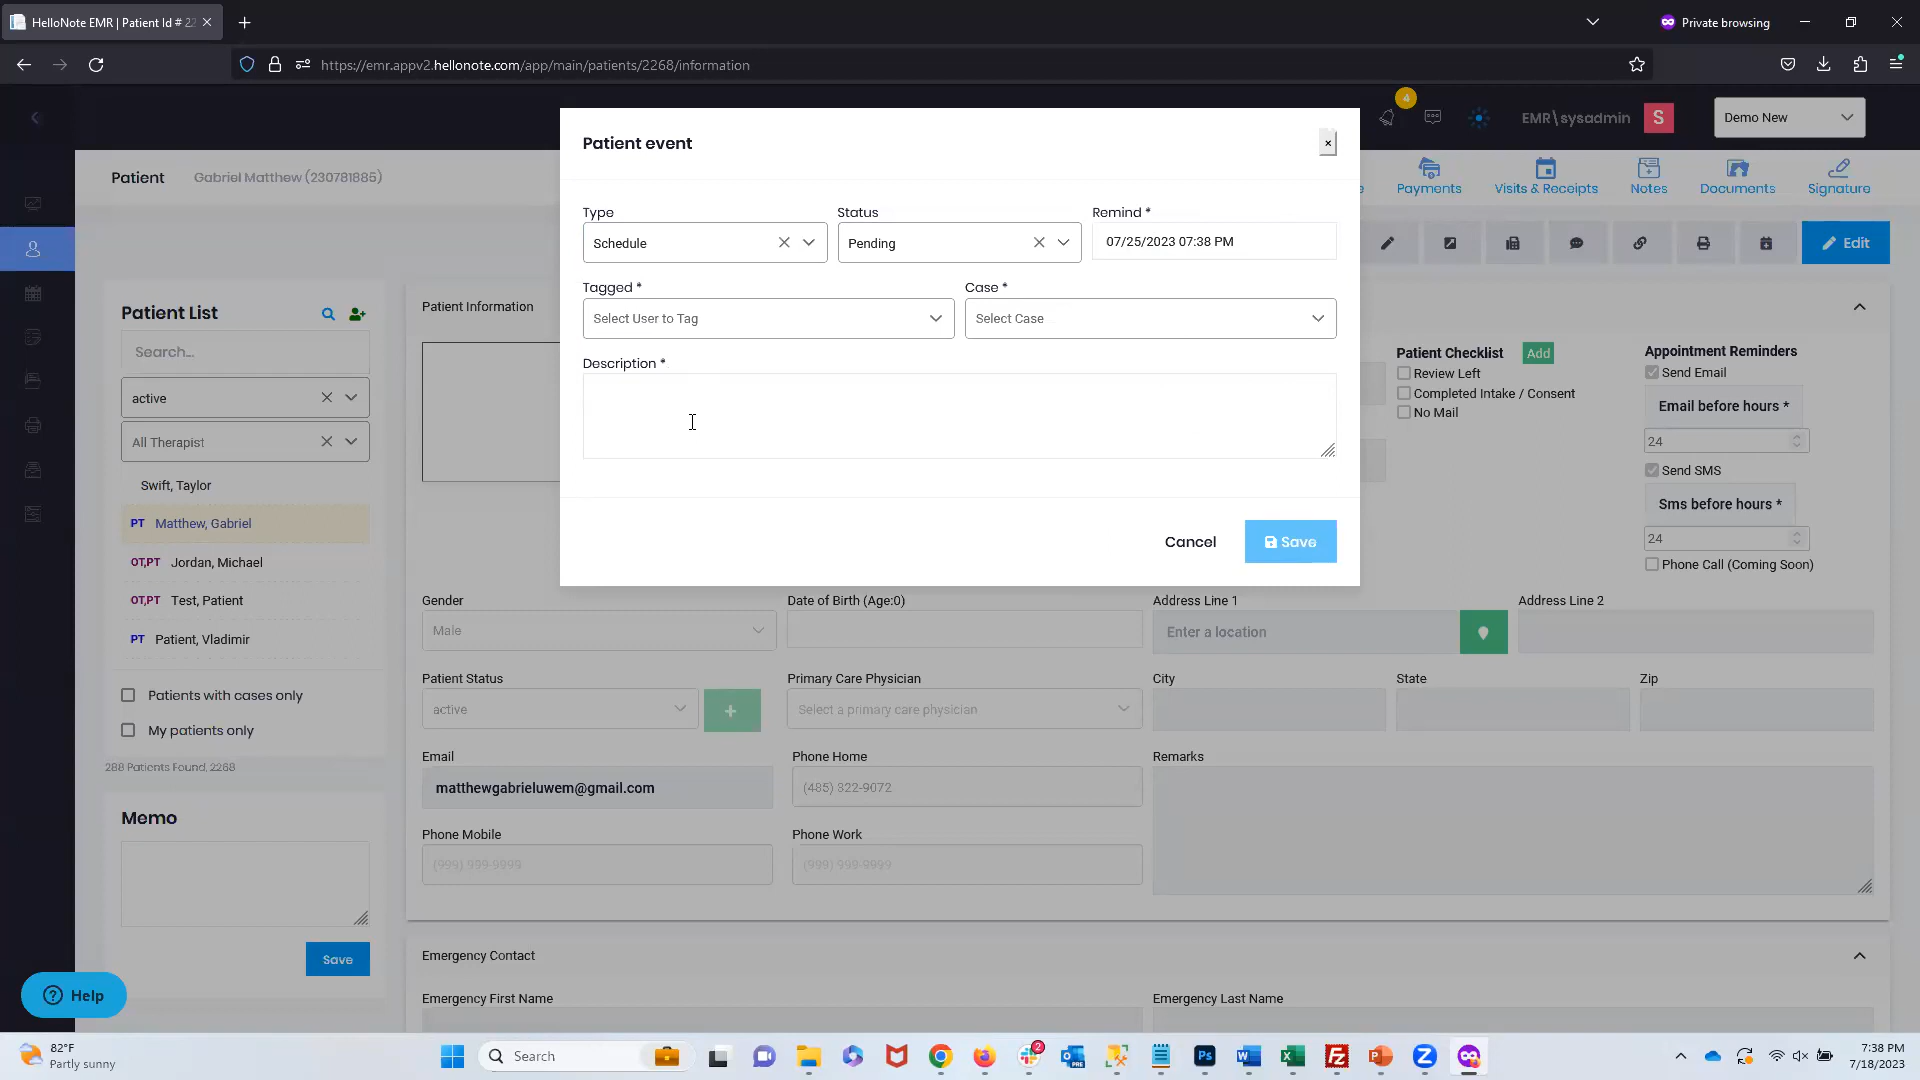 HelloNote EMR | Patient Id # 22
Private browsing
https://emr.appv2.hellonote.com/app/main/patients/2268/information
4
EMR\sysadmin
S
Demo New
Patient
Gabriel Matthew (230781885)
Payments
Visits & Receipts
Notes
Documents
Signature
Edit
Patient event
×
Type
Status
Remind *
Schedule
Pending
07/25/2023 07:38 PM
Tagged *
Case *
Select User to Tag
Select Case
Description *
Cancel
Save
Patient List
Search...
active
All Therapist
Swift, Taylor
PT Matthew, Gabriel
OT,PT Jordan, Michael
OT,PT Test, Patient
PT Patient, Vladimir
Patients with cases only
My patients only
288 Patients Found, 2268
Memo
Save
Help
Patient Information
Patient Checklist
Add
Review Left
Completed Intake / Consent
No Mail
Appointment Reminders
Send Email
Email before hours *
24
Send SMS
Sms before hours *
24
Phone Call (Coming Soon)
Gender
Date of Birth (Age:0)
Address Line 1
Address Line 2
Male
Enter a location
Patient Status
Primary Care Physician
City
State
Zip
active
+
Select a primary care physician
Email
Phone Home
Remarks
matthewgabrieluwem@gmail.com
(485) 822-9072
Phone Mobile
Phone Work
(999) 999-9999
(999) 999-9999
Emergency Contact
Emergency First Name
Emergency Last Name
82°F
Partly sunny
Search
2
7:38 PM
7/18/2023